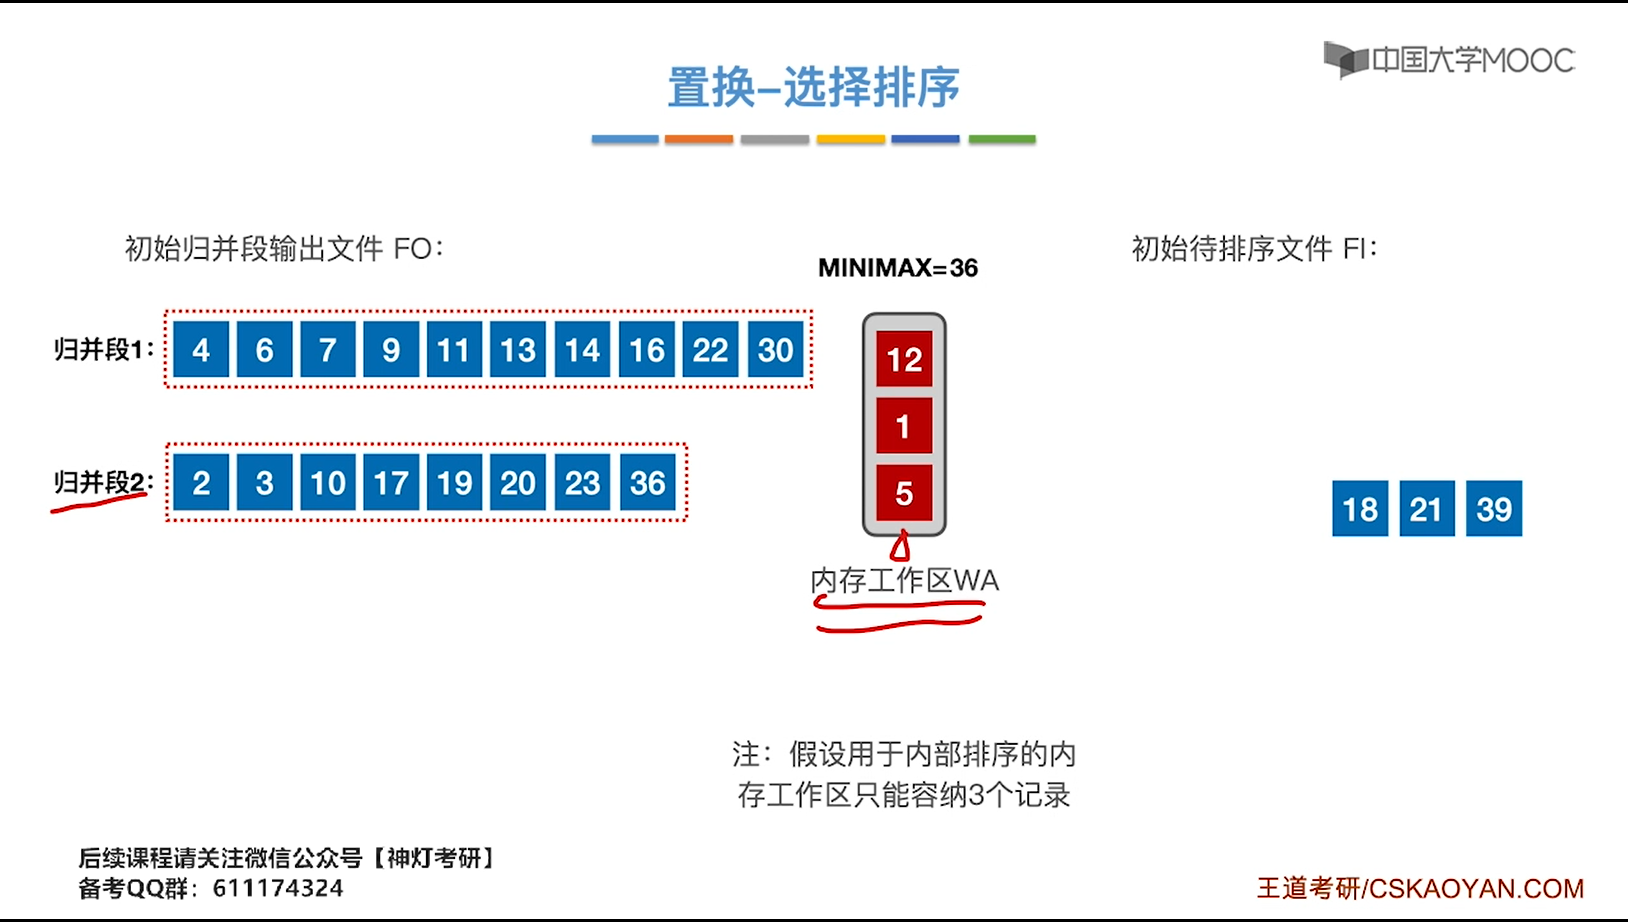 中国大学MOOC
置换-选择排序
初始归并段输出文件 FO：
MINIMAX=36
初始待排序文件 FI：
归并段1： 4 6 7 9 11 13 14 16 22 30
12
1
5
归并段2： 2 3 10 17 19 20 23 36
18 21 39
内存工作区WA
注：假设用于内部排序的内
存工作区只能容纳3个记录
后续课程请关注微信公众号【神灯考研】
备考QQ群：611174324
王道考研/CSKAOYAN.COM